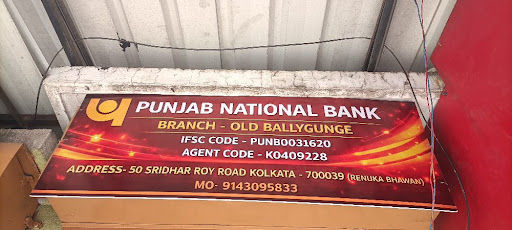 PUNJAB NATIONAL BANK
BRANCH - OLD BALLYGUNGE
IFSC CODE - PUNB0031620
AGENT CODE - K0409228
ADDRESS- 50 SRIDHAR ROY ROAD KOLKATA - 700039 (RENUKA BHAWAN)
MO- 9143095833